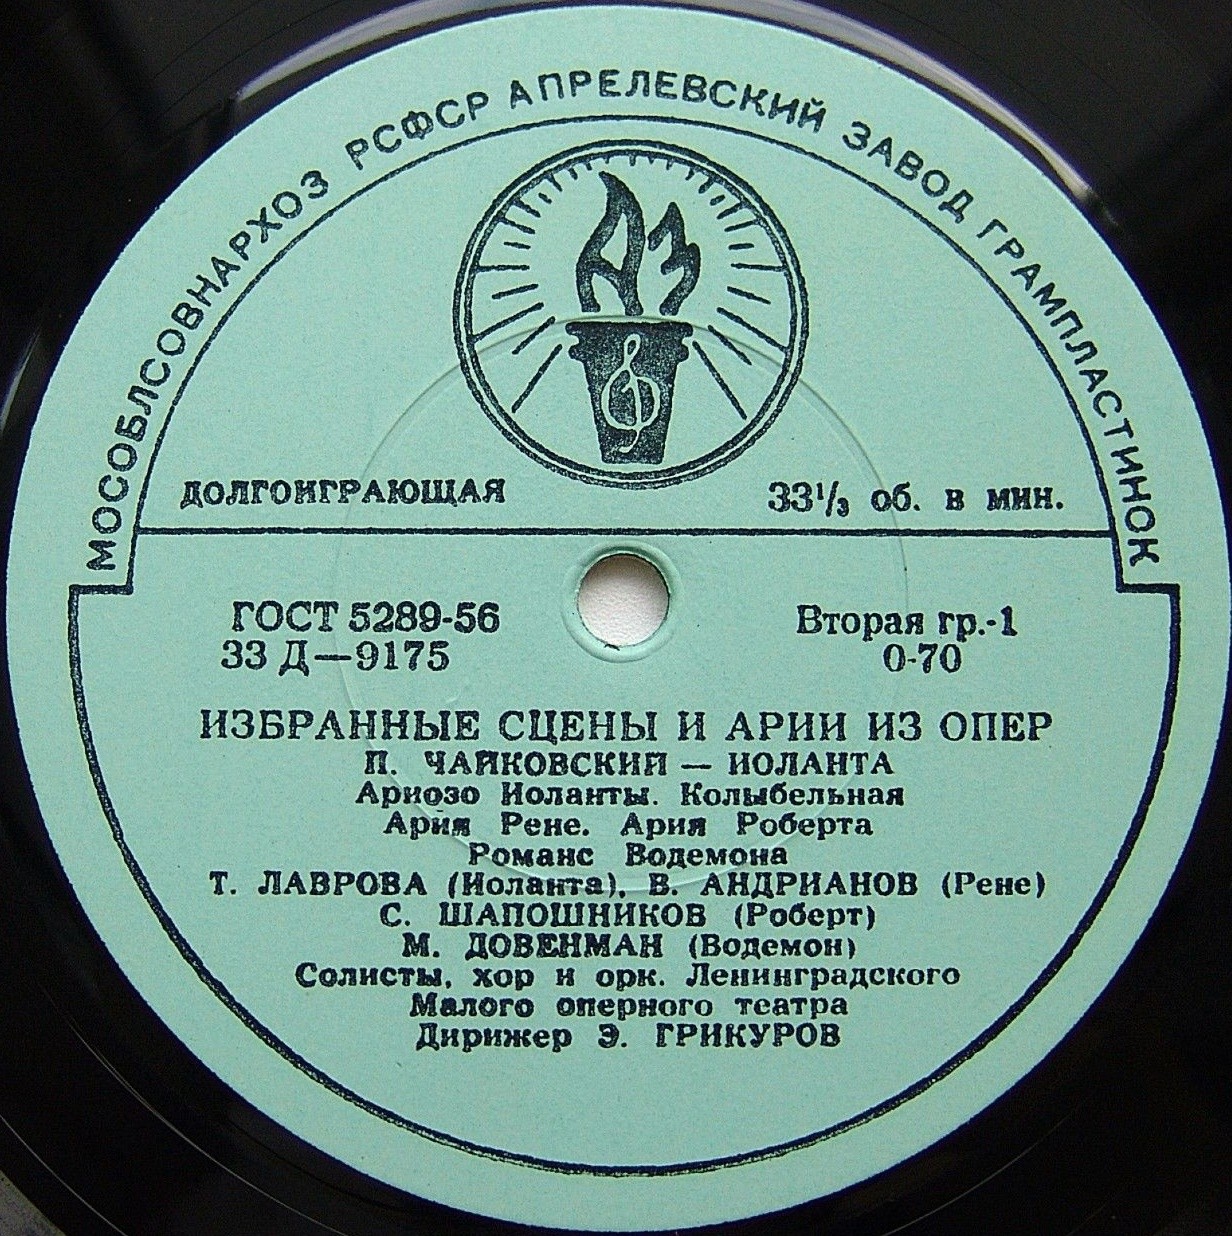 МОСОБЛСОВНАРХОЗ РСФСР АПРЕЛЕВСКИЙ ЗАВОД ГРАМПЛАСТИНОК
АЗ
ДОЛГОИГРАЮЩАЯ 33⅓ об. в мин.
ГОСТ 5289-56 Вторая гр.-1
33 Д—9175 0-70
ИЗБРАННЫЕ СЦЕНЫ И АРИИ ИЗ ОПЕР
П. ЧАЙКОВСКИЙ — ИОЛАНТА
Ариозо Иоланты. Колыбельная
Ария Рене. Ария Роберта
Романс Водемона
Т. ЛАВРОВА (Иоланта), В. АНДРИАНОВ (Рене)
С. ШАПОШНИКОВ (Роберт)
М. ДОВЕНМАН (Водемон)
Солисты, хор и орк. Ленинградского
Малого оперного театра
Дирижер Э. ГРИКУРОВ